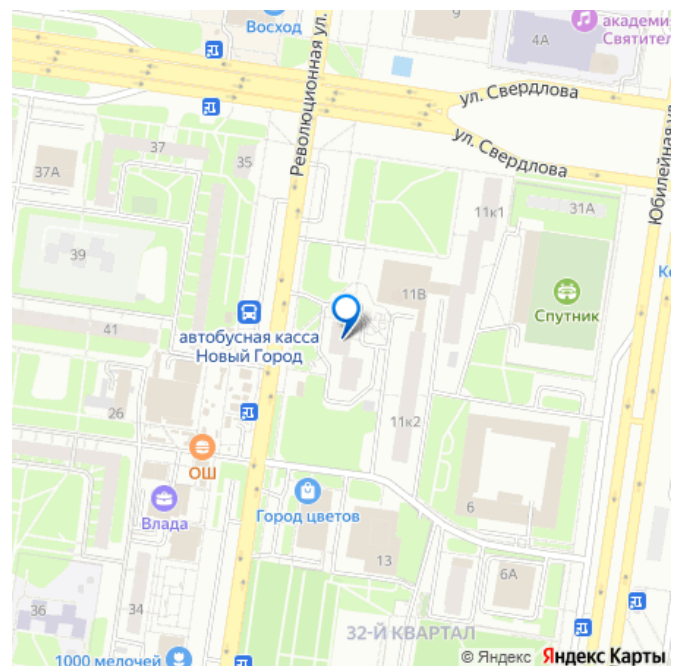 Восход
9
4А
академи
Святител
Революционная ул.
ул. Свердлова
ул. Свердлова
Юбилейная ул
37
35
37А
11к1
31А
39
11В
Спутник
автобусная касса
Новый Город
41
26
11к2
ОШ
Город цветов
Влада
6
13
6А
36
34
32-Й КВАРТАЛ
1000 мелочей
© Яндекс Яндекс Карты